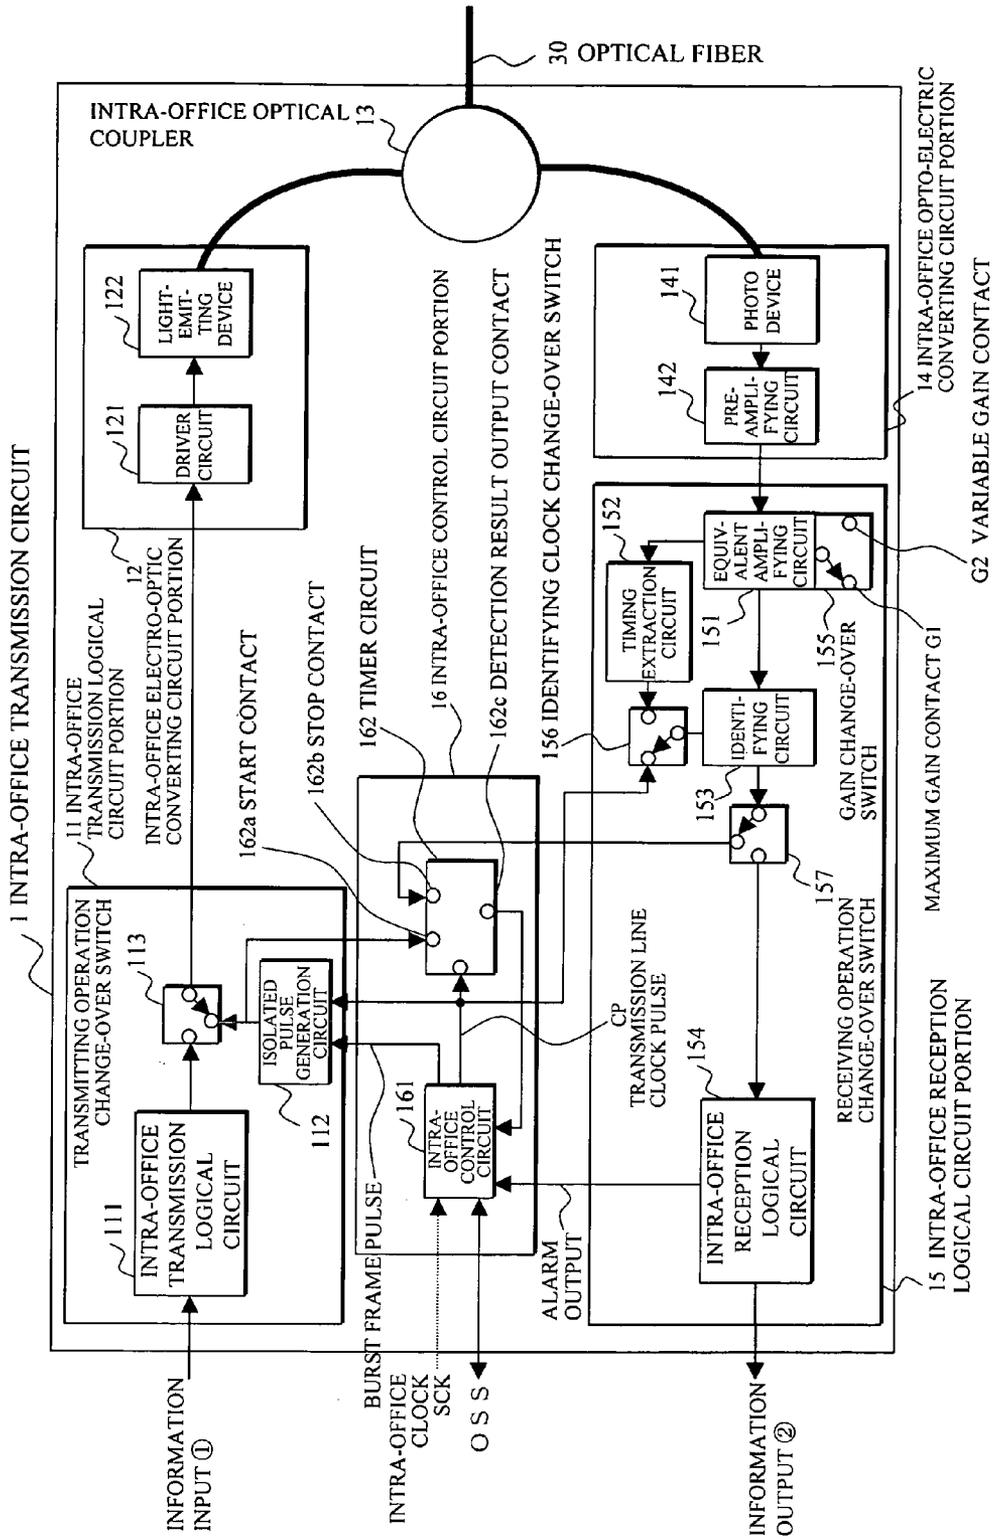 1 INTRA-OFFICE TRANSMISSION CIRCUIT
11 INTRA-OFFICE
TRANSMISSION LOGICAL
CIRCUIT PORTION
TRANSMITTING OPERATION
CHANGE-OVER SWITCH
INFORMATION
INPUT ①
111
INTRA-OFFICE
TRANSMISSION
LOGICAL
CIRCUIT
113
ISOLATED
PULSE
GENERATION
CIRCUIT
112
12
INTRA-OFFICE ELECTRO-OPTIC
CONVERTING CIRCUIT PORTION
121
DRIVER
CIRCUIT
122
LIGHT-
EMIT-
TING
DEVICE
INTRA-OFFICE OPTICAL
COUPLER
13
30 OPTICAL FIBER
162a START CONTACT
162b STOP CONTACT
162 TIMER CIRCUIT
16 INTRA-OFFICE CONTROL CIRCUIT PORTION
162c DETECTION RESULT OUTPUT CONTACT
156 IDENTIFYING CLOCK CHANGE-OVER SWITCH
BURST FRAME PULSE
INTRA-OFFICE
CLOCK
SCK
OSS
161
INTRA-
OFFICE
CONTROL
CIRCUIT
CP
TRANSMISSION LINE
CLOCK PULSE
ALARM
OUTPUT
141
PHOTO
DEVICE
142
PRE-
AMPLI-
FYING
CIRCUIT
14 INTRA-OFFICE OPTO-ELECTRIC
CONVERTING CIRCUIT PORTION
152
TIMING
EXTRACTION
CIRCUIT
EQUIV-
ALENT
AMPLI-
FYING
CIRCUIT
151
155
GAIN CHANGE-OVER
SWITCH
G2 VARIABLE GAIN CONTACT
MAXIMUM GAIN CONTACT G1
IDENTI-
FYING
CIRCUIT
153
157
RECEIVING OPERATION
CHANGE-OVER SWITCH
154
INTRA-OFFICE
RECEPTION
LOGICAL
CIRCUIT
15 INTRA-OFFICE RECEPTION
LOGICAL CIRCUIT PORTION
INFORMATION
OUTPUT ②